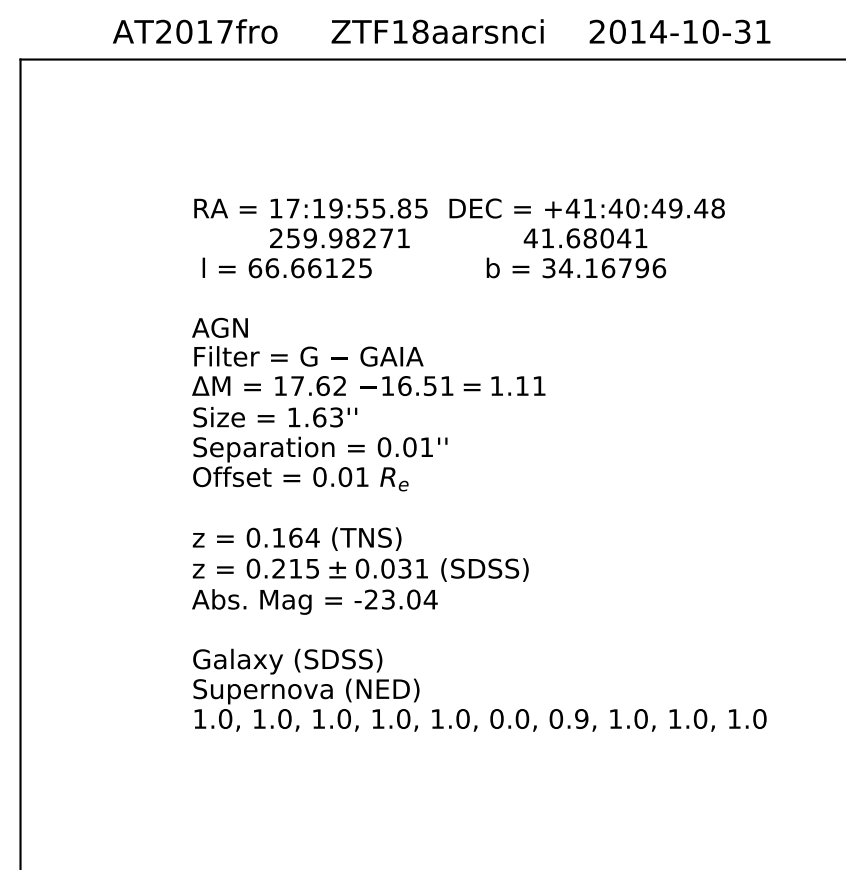 AT2017fro ZTF18aarsnci 2014-10-31
RA = 17:19:55.85 DEC = +41:40:49.48
259.98271 41.68041
l = 66.66125 b = 34.16796
AGN
Filter = G − GAIA
ΔM = 17.62 −16.51 = 1.11
Size = 1.63''
Separation = 0.01''
Offset = 0.01 Rₑ
z = 0.164 (TNS)
z = 0.215 ± 0.031 (SDSS)
Abs. Mag = -23.04
Galaxy (SDSS)
Supernova (NED)
1.0, 1.0, 1.0, 1.0, 1.0, 0.0, 0.9, 1.0, 1.0, 1.0